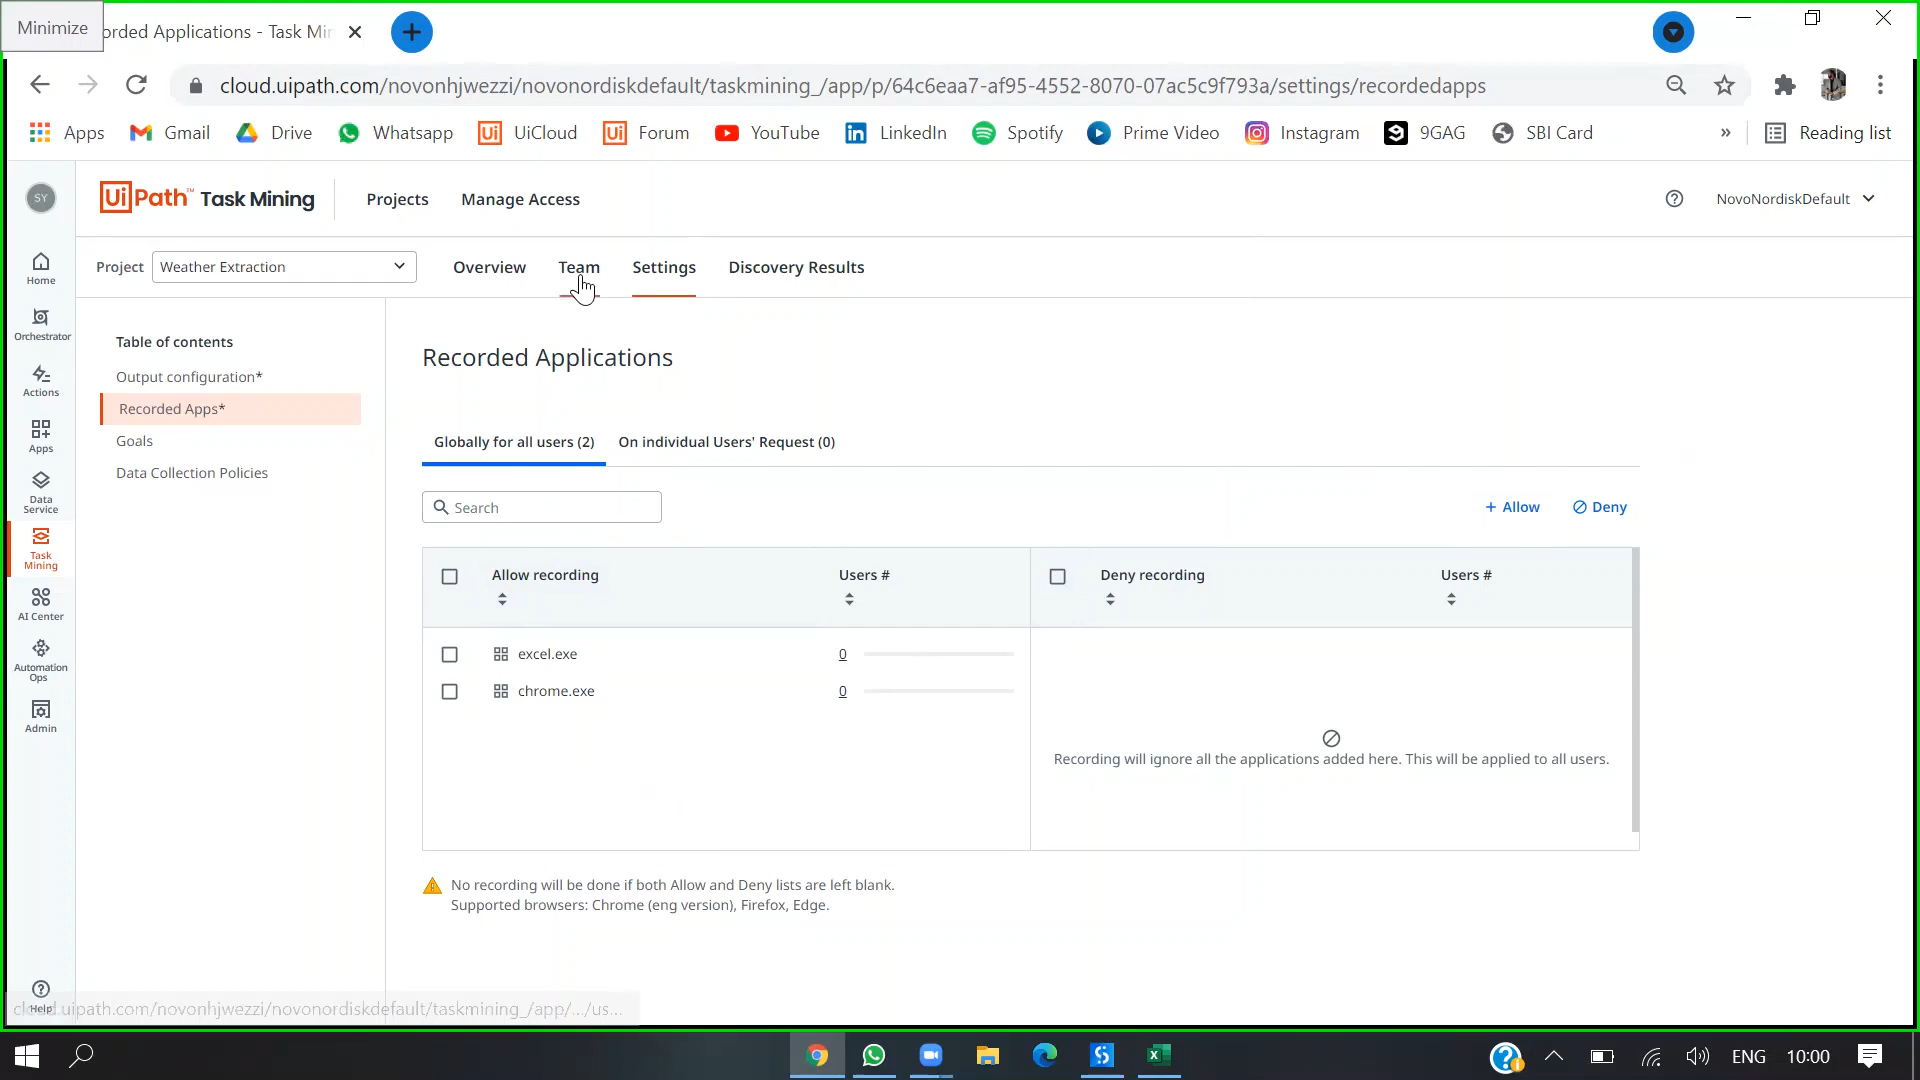 Minimize
orded Applications - Task Mir
cloud.uipath.com/novonhjwezzi/novonordiskdefault/taskmining_/app/p/64c6eaa7-af95-4552-8070-07ac5c9f793a/settings/recordedapps
Apps Gmail Drive Whatsapp UiCloud Forum YouTube LinkedIn Spotify Prime Video Instagram 9GAG SBI Card » Reading list
SY
UiPath™ Task Mining Projects Manage Access NovoNordiskDefault
Project Weather Extraction Overview Team Settings Discovery Results
Home
Orchestrator
Actions
Apps
Data
Service
Task
Mining
AI Center
Automation
Ops
Admin
Help
Table of contents
Output configuration*
Recorded Apps*
Goals
Data Collection Policies
Recorded Applications
Globally for all users (2) On individual Users' Request (0)
Search + Allow Deny
Allow recording Users # Deny recording Users #
excel.exe 0
chrome.exe 0
Recording will ignore all the applications added here. This will be applied to all users.
No recording will be done if both Allow and Deny lists are left blank.
Supported browsers: Chrome (eng version), Firefox, Edge.
cloud.uipath.com/novonhjwezzi/novonordiskdefault/taskmining_/app/.../us...
ENG 10:00